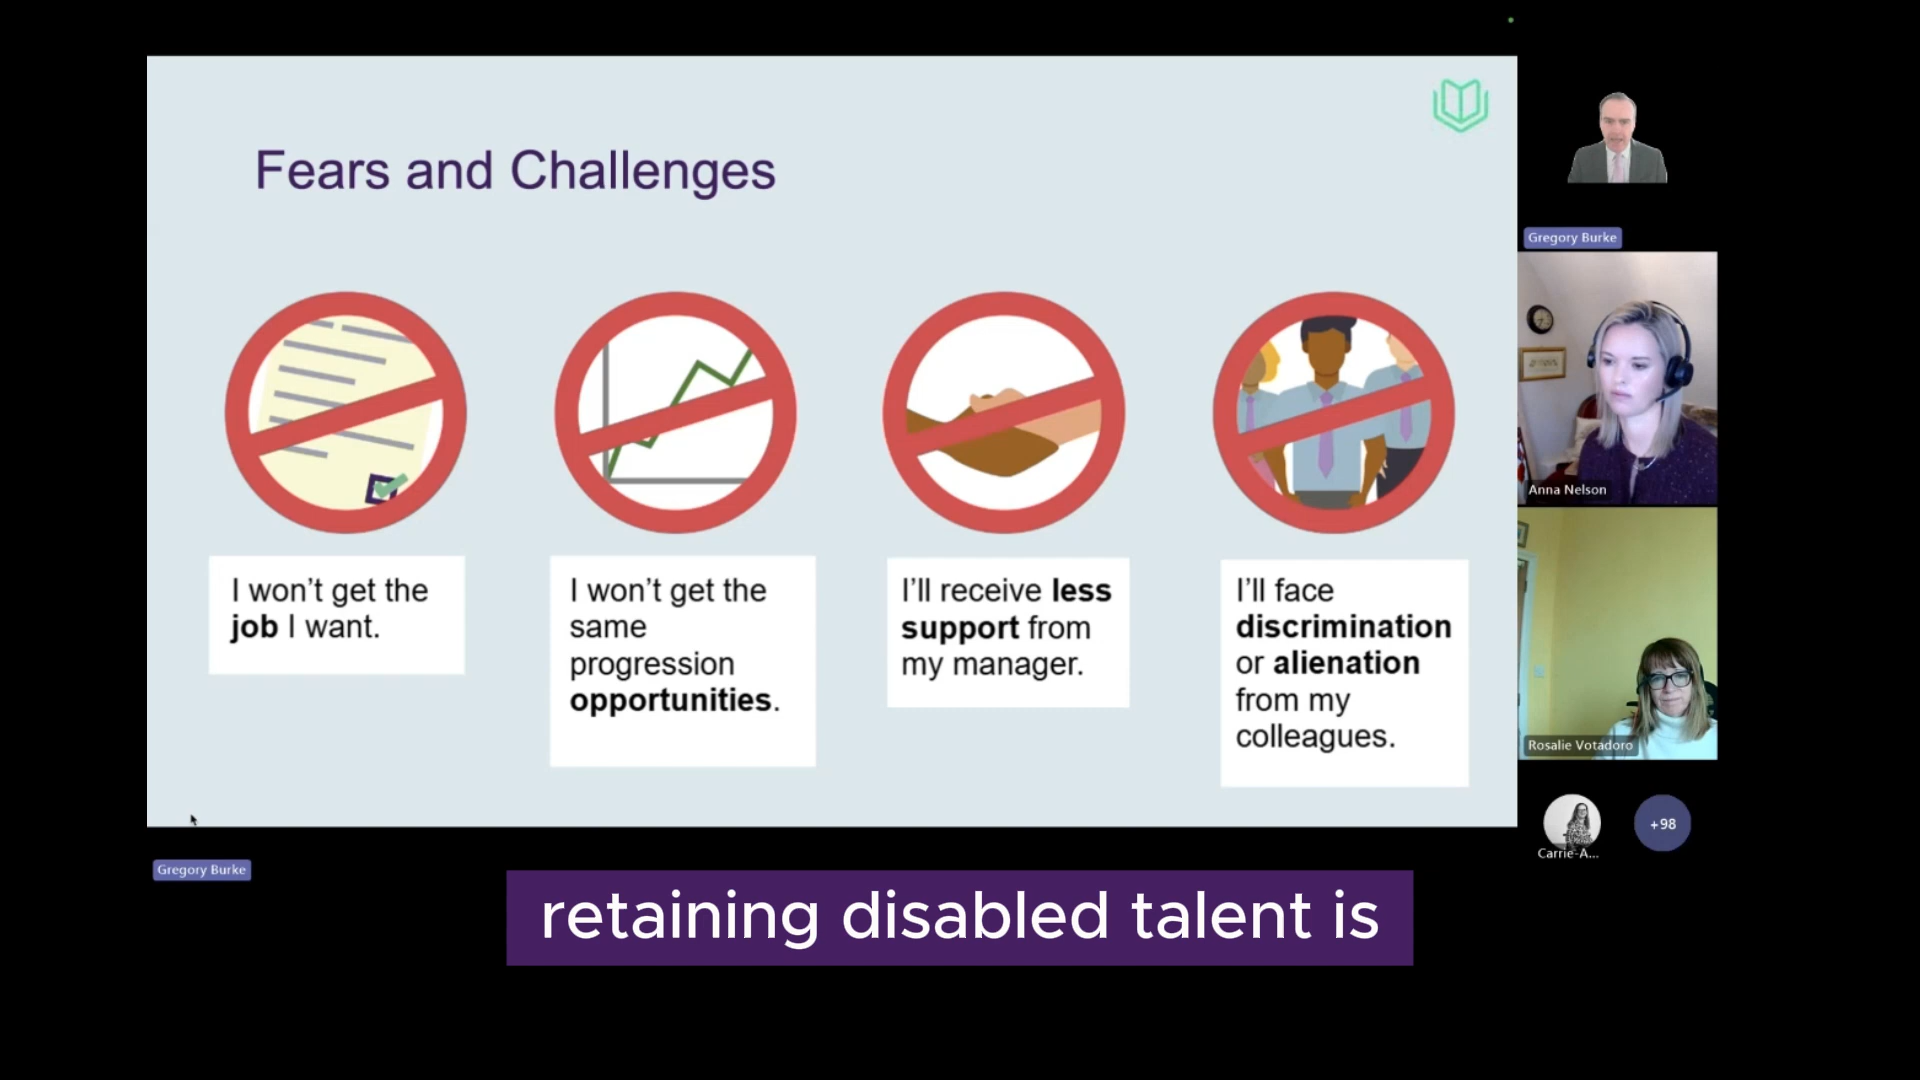 Fears and Challenges
I won’t get the
job I want.
I won’t get the
same
progression
opportunities.
I’ll receive less
support from
my manager.
I’ll face
discrimination
or alienation
from my
colleagues.
Gregory Burke
Anna Nelson
Rosalie Votadoro
Carrie-A...
+98
Gregory Burke
retaining disabled talent is